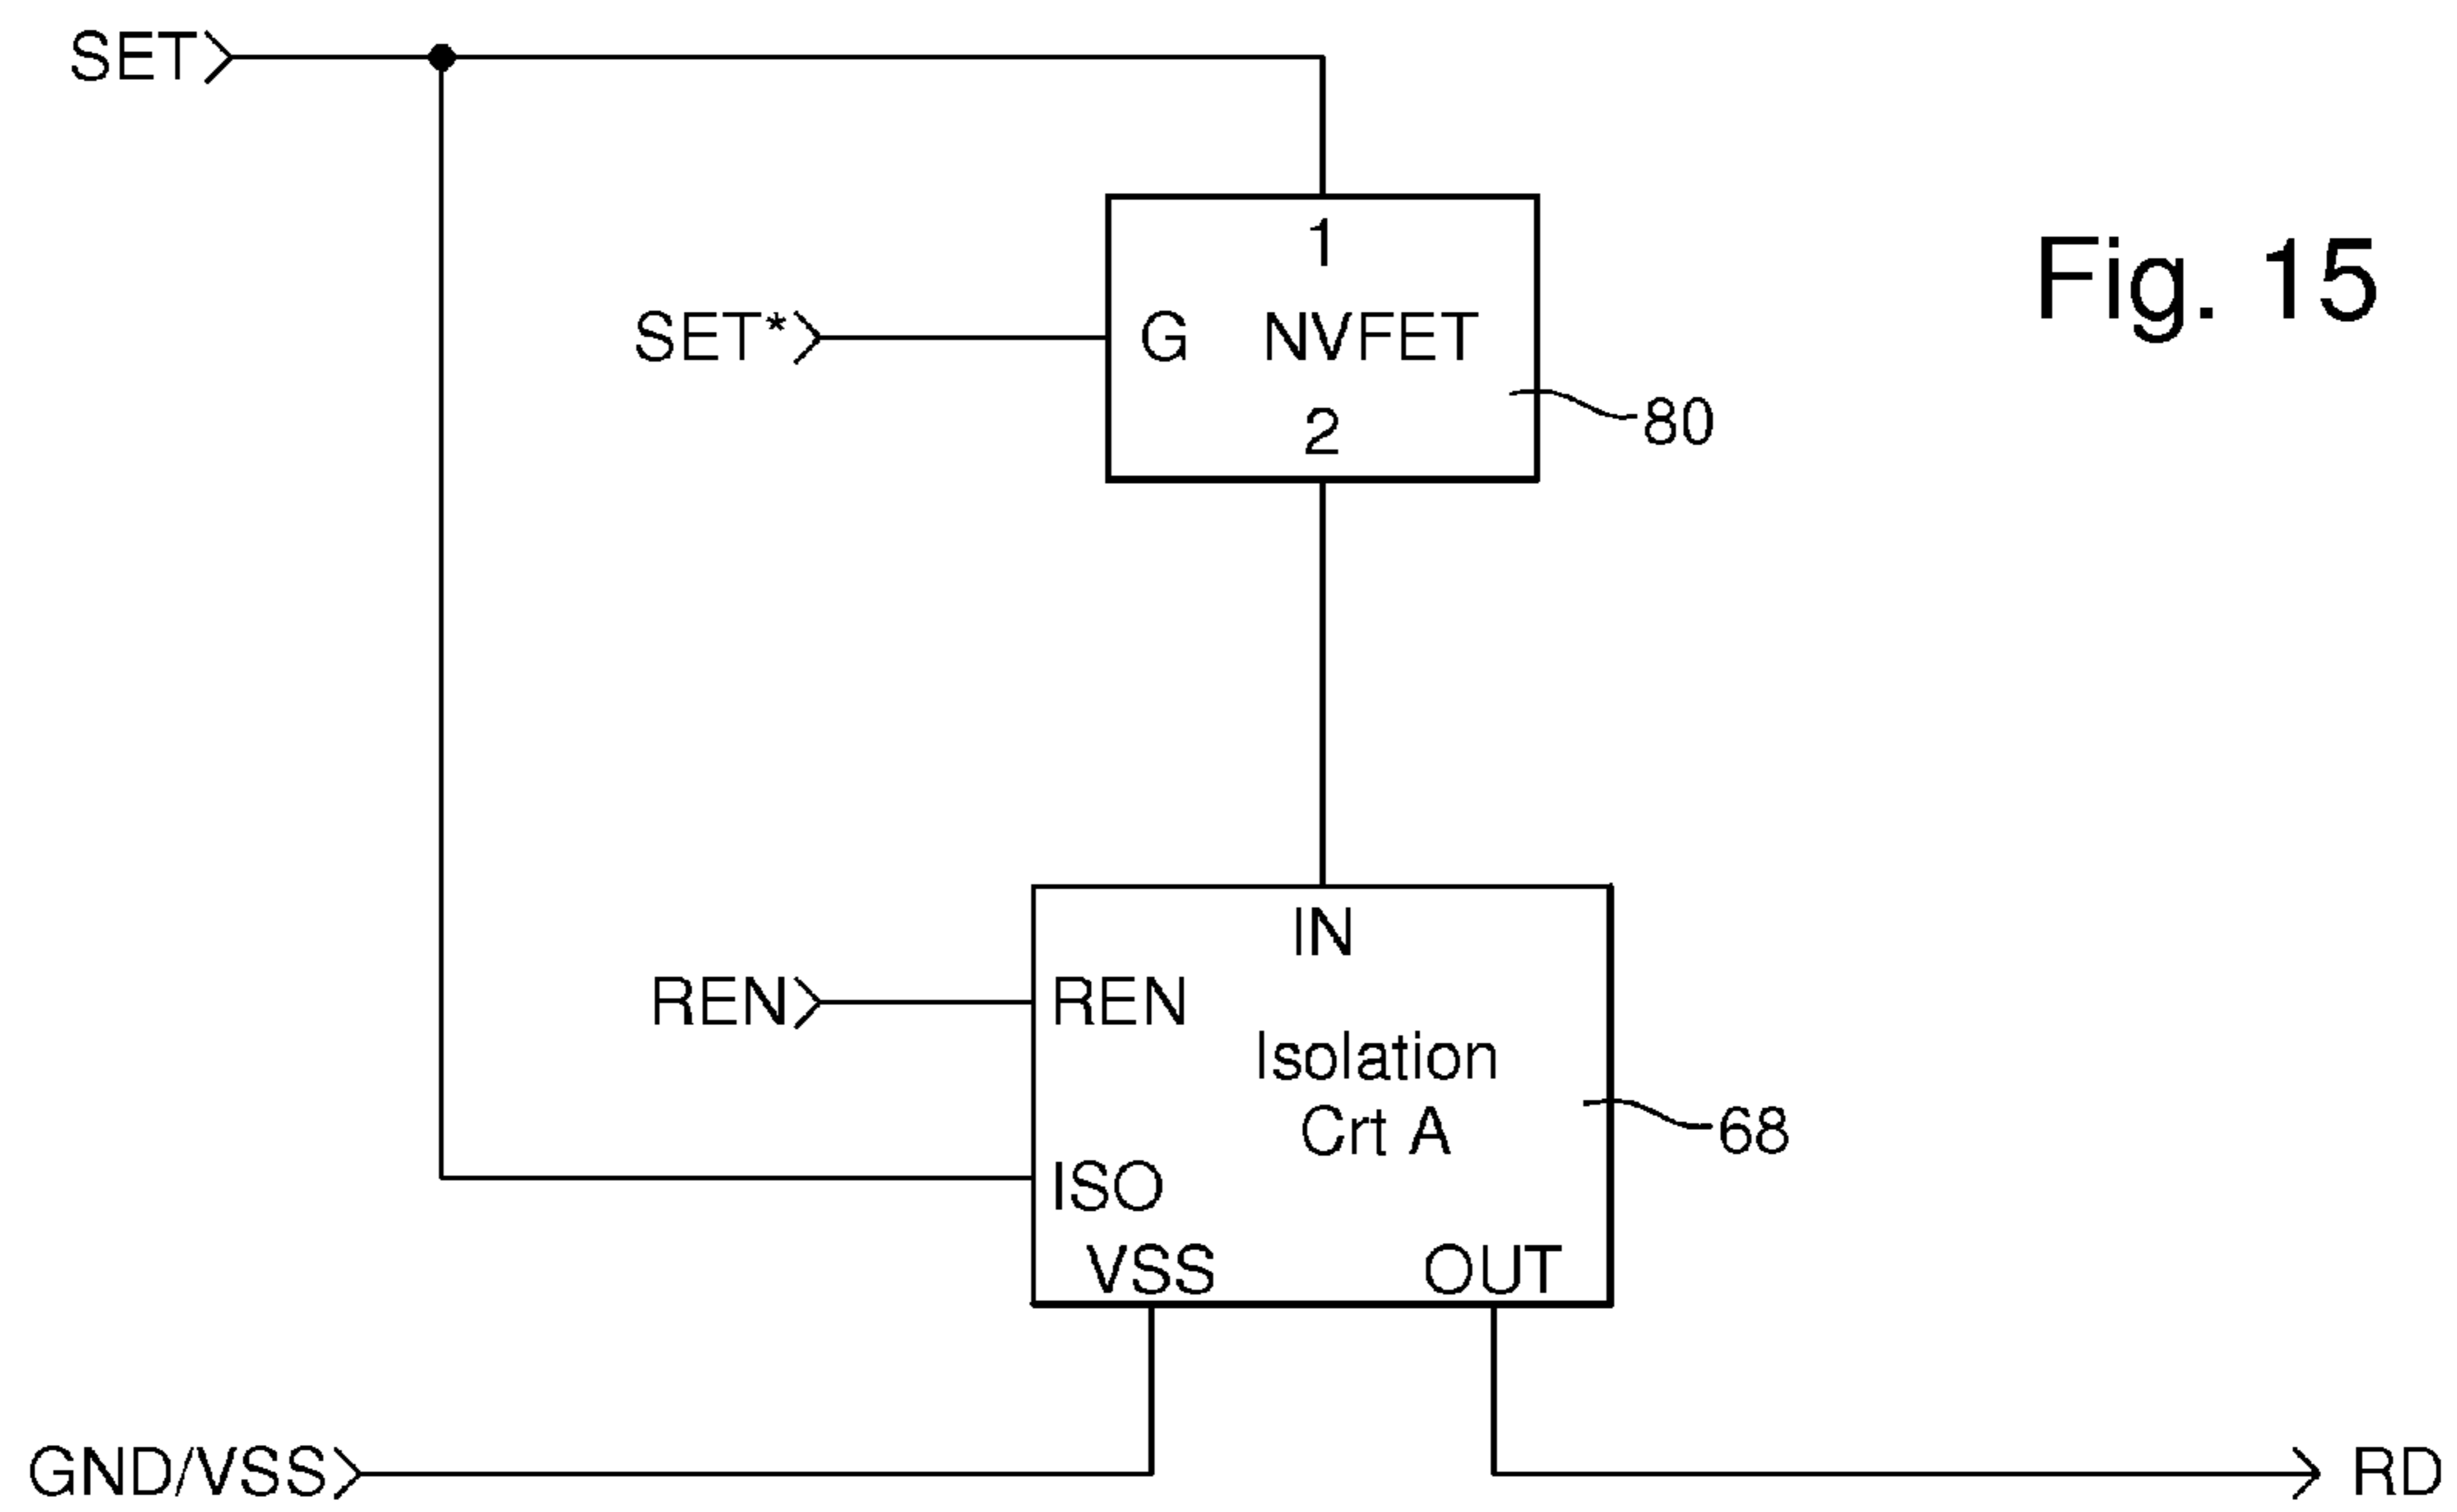 SET
1
Fig. 15
SET*
G NVFET
80
2
IN
REN
REN
Isolation
Crt A
68
ISO
VSS
OUT
GND/VSS
RD